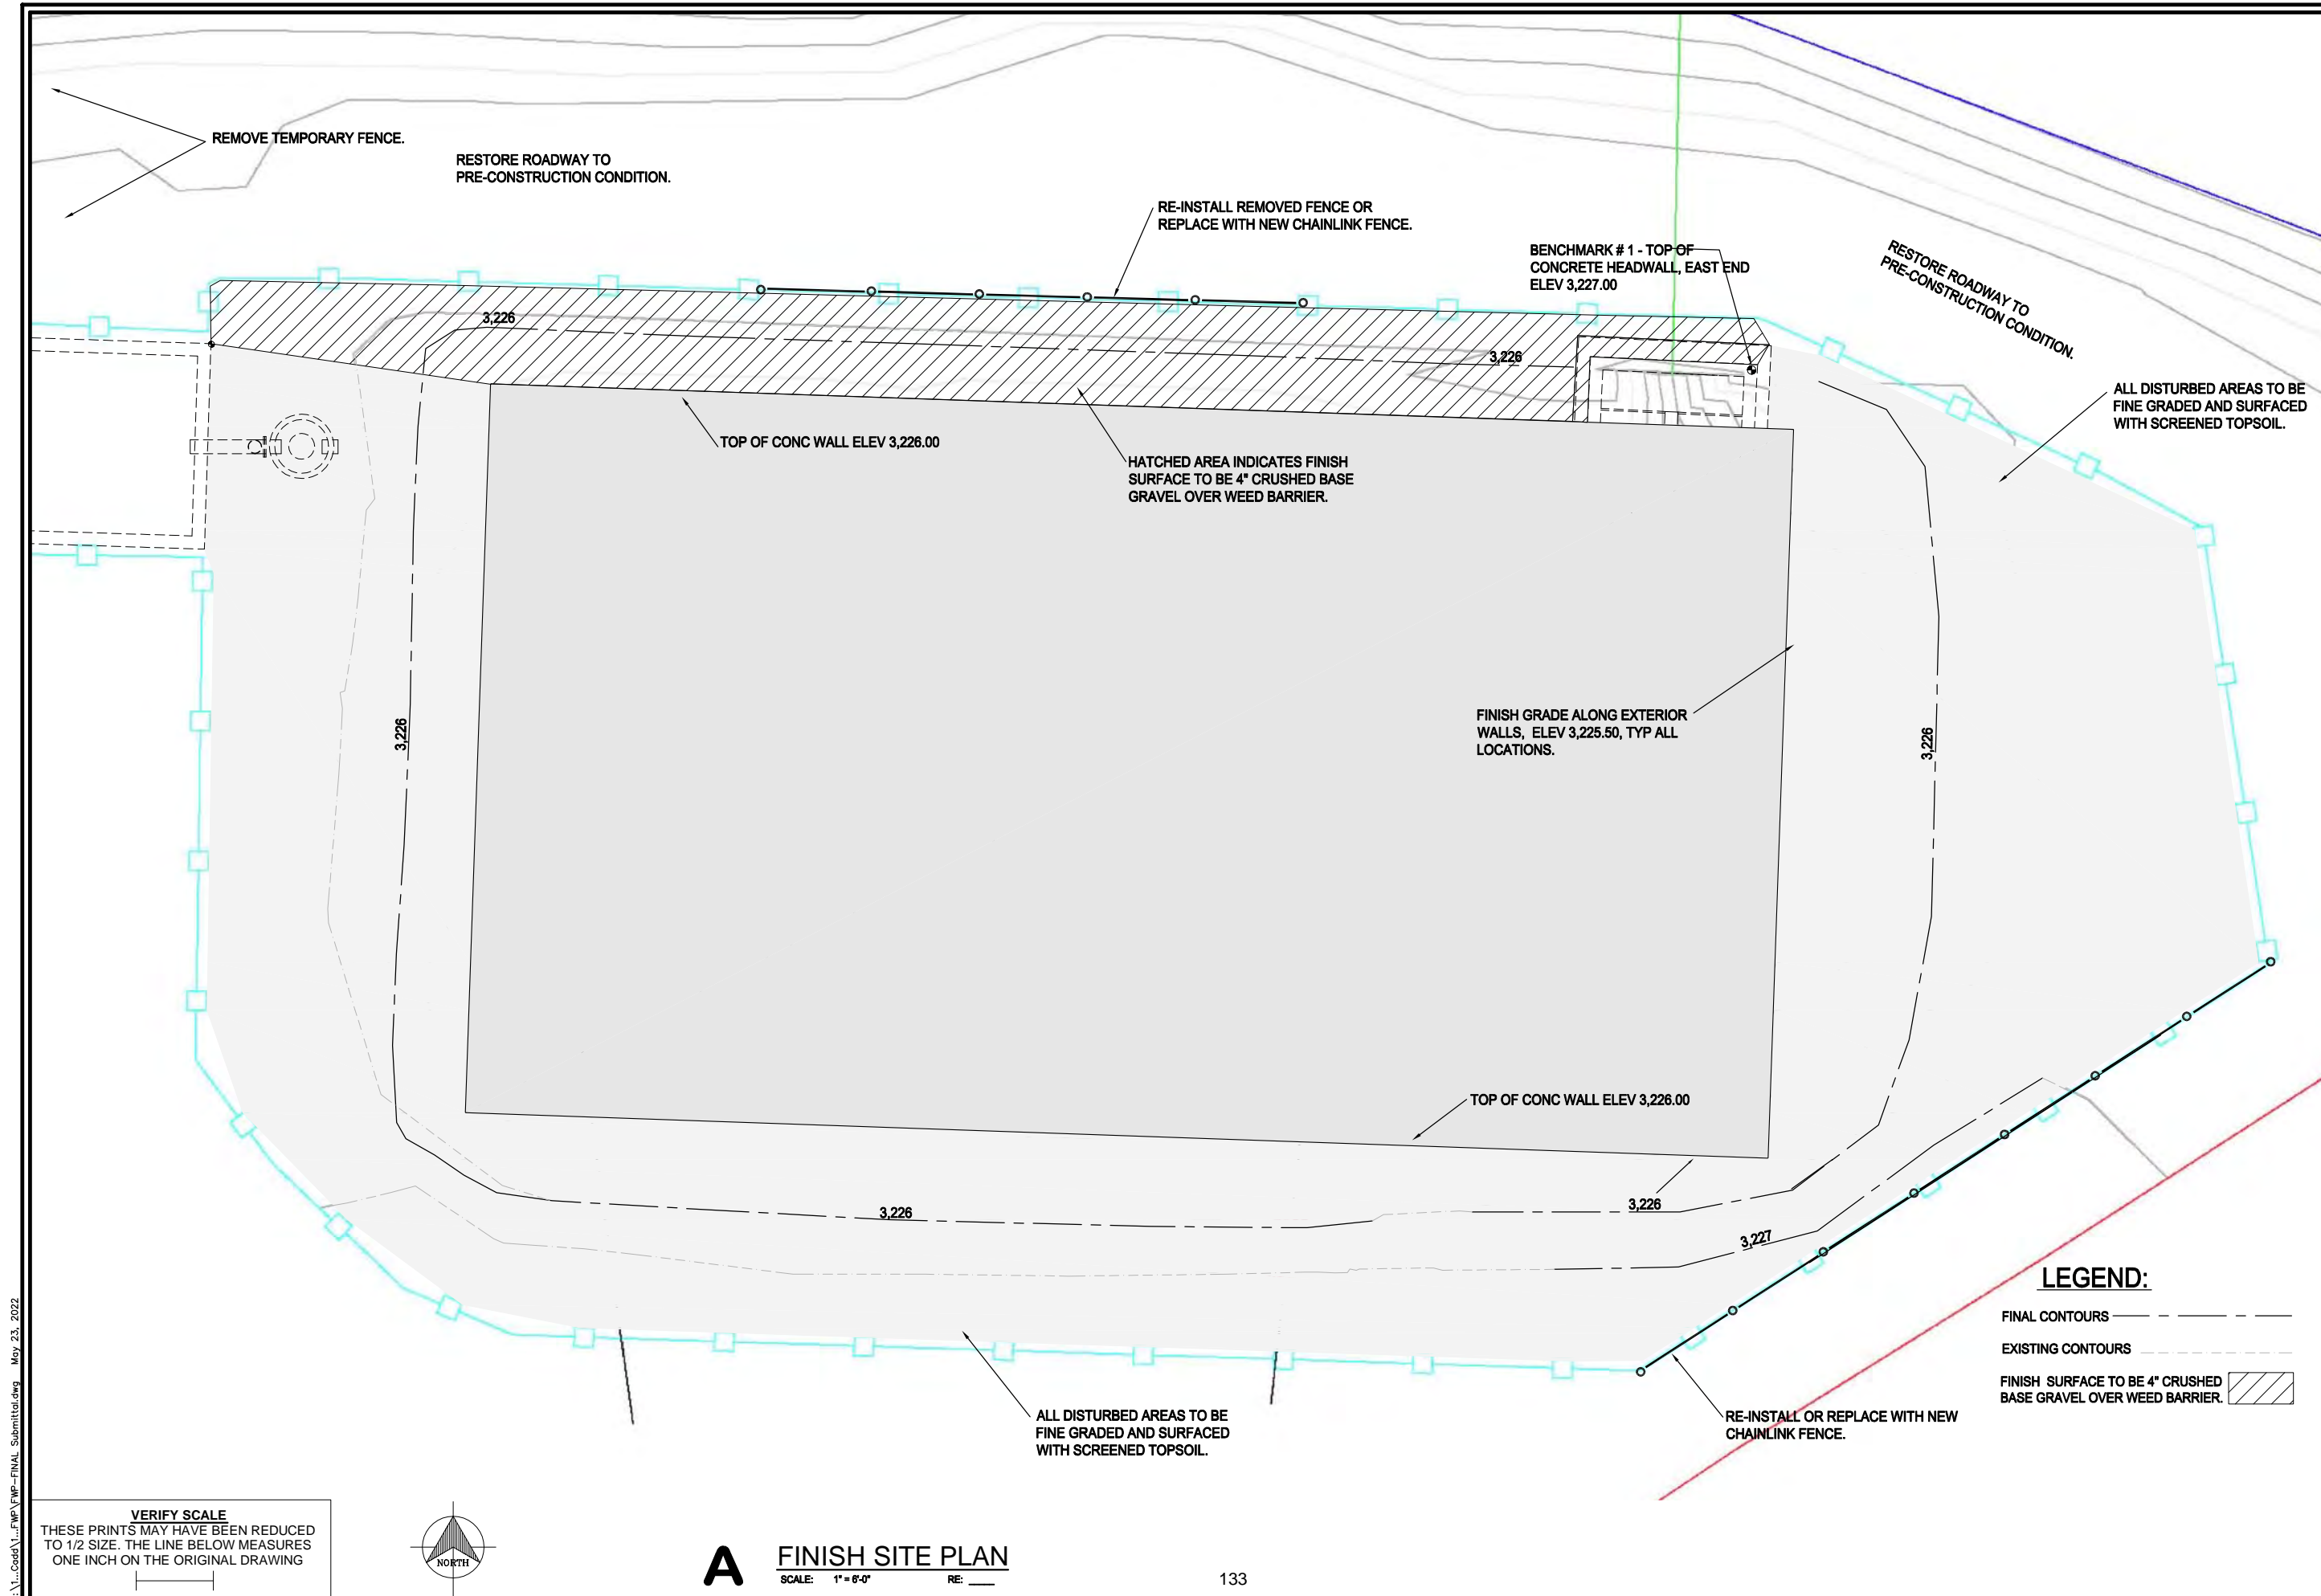 REMOVE TEMPORARY FENCE.
RESTORE ROADWAY TO
PRE-CONSTRUCTION CONDITION.
RE-INSTALL REMOVED FENCE OR
REPLACE WITH NEW CHAINLINK FENCE.
BENCHMARK # 1 - TOP OF
CONCRETE HEADWALL, EAST END
ELEV 3,227.00
RESTORE ROADWAY TO
PRE-CONSTRUCTION CONDITION.
3,226
3,226
ALL DISTURBED AREAS TO BE
FINE GRADED AND SURFACED
WITH SCREENED TOPSOIL.
TOP OF CONC WALL ELEV 3,226.00
HATCHED AREA INDICATES FINISH
SURFACE TO BE 4" CRUSHED BASE
GRAVEL OVER WEED BARRIER.
3,226
FINISH GRADE ALONG EXTERIOR
WALLS, ELEV 3,225.50, TYP ALL
LOCATIONS.
3,226
TOP OF CONC WALL ELEV 3,226.00
3,226
3,226
3,227
LEGEND:
FINAL CONTOURS
EXISTING CONTOURS
FINISH SURFACE TO BE 4" CRUSHED
BASE GRAVEL OVER WEED BARRIER.
ALL DISTURBED AREAS TO BE
FINE GRADED AND SURFACED
WITH SCREENED TOPSOIL.
RE-INSTALL OR REPLACE WITH NEW
CHAINLINK FENCE.
VERIFY SCALE
THESE PRINTS MAY HAVE BEEN REDUCED
TO 1/2 SIZE. THE LINE BELOW MEASURES
ONE INCH ON THE ORIGINAL DRAWING
NORTH
A FINISH SITE PLAN
SCALE: 1" = 6'-0" RE: ____
133
:\1...Cadd\1...FWP\FWP-FINAL Submittal.dwg May 23, 2022